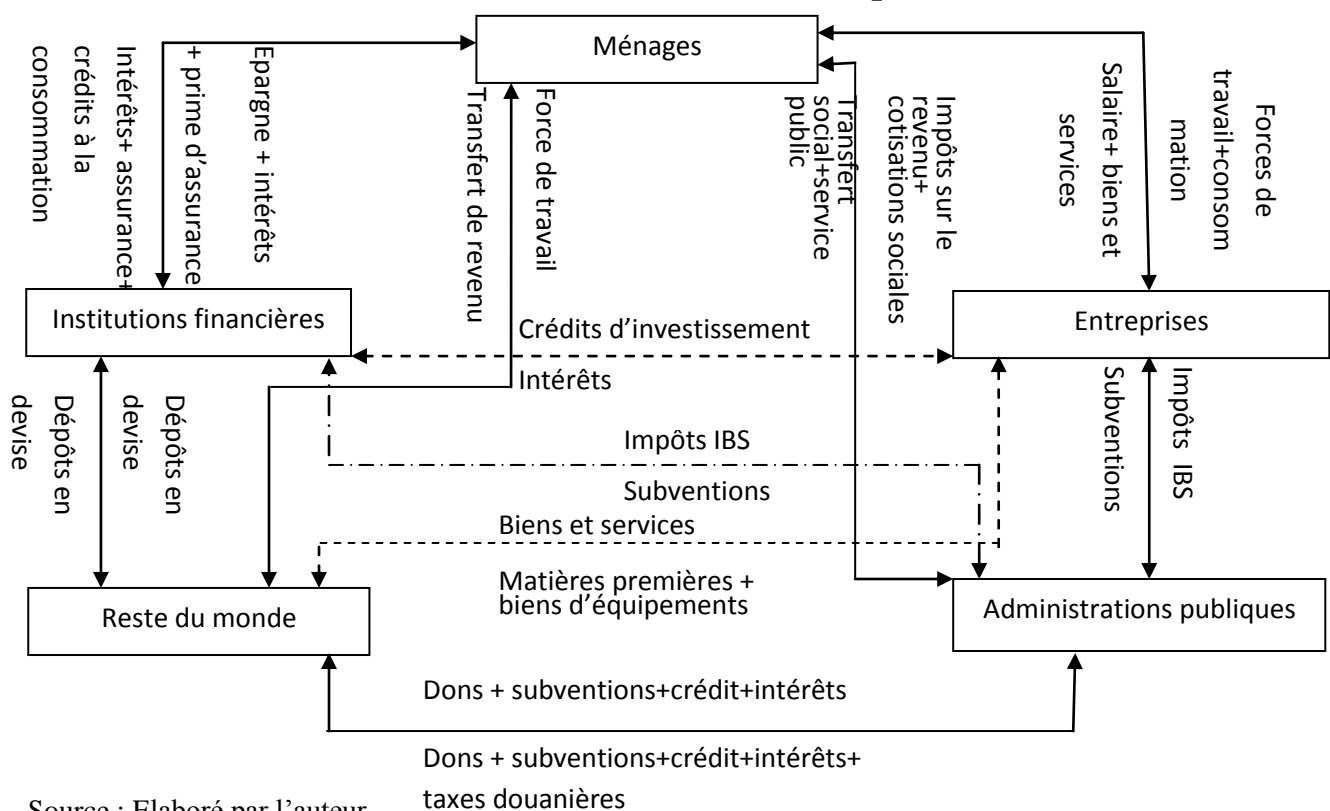 Ménages
Epargne + intérêts
+ prime d’assurance
Intérêts+ assurance+
crédits à la
consommation
Force de travail
Transfert de revenu
Impôts sur le
revenu+
cotisations sociales
Transfert
social+service
public
Forces de
travail+consom
mation
Salaire+ biens et
services
Institutions financières
Entreprises
Crédits d’investissement
Intérêts
Dépôts en
devise
Dépôts en
devise
Impôts IBS
Subventions
Impôts IBS
Subventions
Biens et services
Matières premières +
biens d’équipements
Reste du monde
Administrations publiques
Dons + subventions+crédit+intérêts
Dons + subventions+crédit+intérêts+
taxes douanières
Source : Elaboré par l’auteur